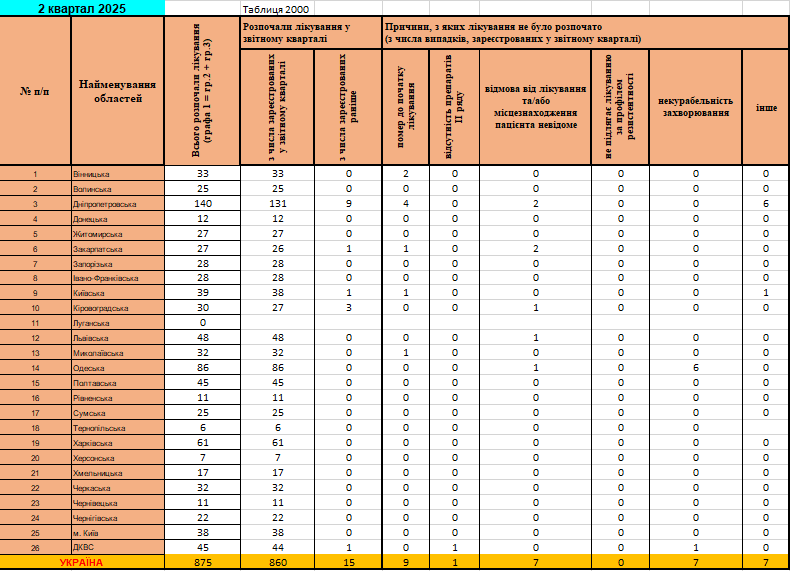 2 квартал 2025 Таблиця 2000
№ п/п Найменування областей Всього розпочали лікування (графа 1 = гр.2 + гр.3) Розпочали лікування у звітному кварталі Причини, з яких лікування не було розпочато (з числа випадків, зареєстрованих у звітному кварталі)
з числа зареєстрованих у звітному кварталі з числа зареєстрованих раніше помер до початку лікування відсутність препаратів II ряду відмова від лікування та/або місцезнаходження пацієнта невідоме не підлягає лікуванню за профілем резистентності некурабельність захворювання інше
1 Вінницька 33 33 0 2 0 0 0 0 0
2 Волинська 25 25 0 0 0 0 0 0 0
3 Дніпропетровська 140 131 9 4 0 2 0 0 6
4 Донецька 12 12 0 0 0 0 0 0 0
5 Житомирська 27 27 0 0 0 0 0 0 0
6 Закарпатська 27 26 1 1 0 2 0 0 0
7 Запорізька 28 28 0 0 0 0 0 0 0
8 Івано-Франківська 28 28 0 0 0 0 0 0 0
9 Київська 39 38 1 1 0 0 0 0 1
10 Кіровоградська 30 27 3 0 0 1 0 0 0
11 Луганська 0
12 Львівська 48 48 0 0 0 1 0 0 0
13 Миколаївська 32 32 0 1 0 0 0 0 0
14 Одеська 86 86 0 0 0 1 0 6 0
15 Полтавська 45 45 0 0 0 0 0 0 0
16 Рівненська 11 11 0 0 0 0 0 0 0
17 Сумська 25 25 0 0 0 0 0 0 0
18 Тернопільська 6 6 0 0 0 0 0 0
19 Харківська 61 61 0 0 0 0 0 0 0
20 Херсонська 7 7 0 0 0 0 0 0 0
21 Хмельницька 17 17 0 0 0 0 0 0 0
22 Черкаська 32 32 0 0 0 0 0 0 0
23 Чернівецька 11 11 0 0 0 0 0 0 0
24 Чернігівська 22 22 0 0 0 0 0 0 0
25 м. Київ 38 38 0 0 0 0 0 0 0
26 ДКВС 45 44 1 0 1 0 0 1 0
УКРАЇНА 875 860 15 9 1 7 0 7 7